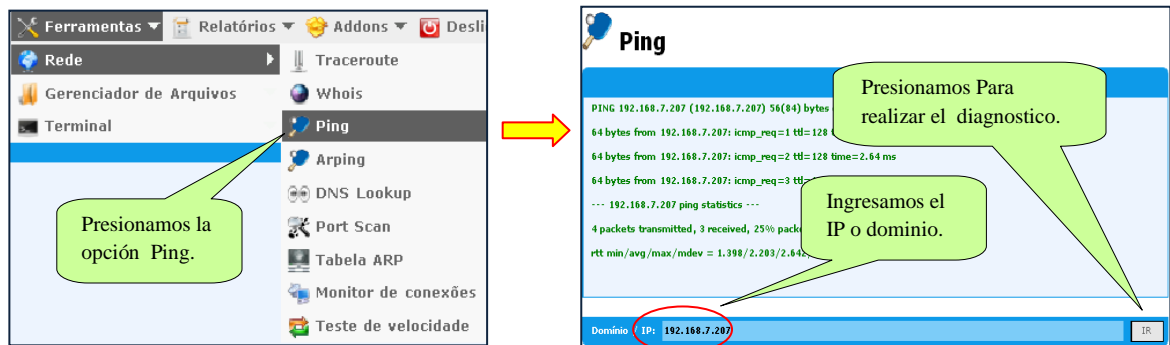 Ferramentas Relatórios Addons Desli
Rede
Gerenciador de Arquivos
Terminal
Traceroute
Whois
Ping
Arping
DNS Lookup
Port Scan
Tabela ARP
Monitor de conexões
Teste de velocidade
Presionamos la
opción Ping.
Ping
PING 192.168.7.207 (192.168.7.207) 56(84) bytes
64 bytes from 192.168.7.207: icmp_req=1 ttl=128
64 bytes from 192.168.7.207: icmp_req=2 ttl=128 time=2.64 ms
64 bytes from 192.168.7.207: icmp_req=3
--- 192.168.7.207 ping statistics ---
4 packets transmitted, 3 received, 25%
rtt min/avg/max/mdev = 1.398/2.203/2.642
Presionamos Para
realizar el diagnostico.
Ingresamos el
IP o dominio.
Domínio / IP: 192.168.7.207
IR